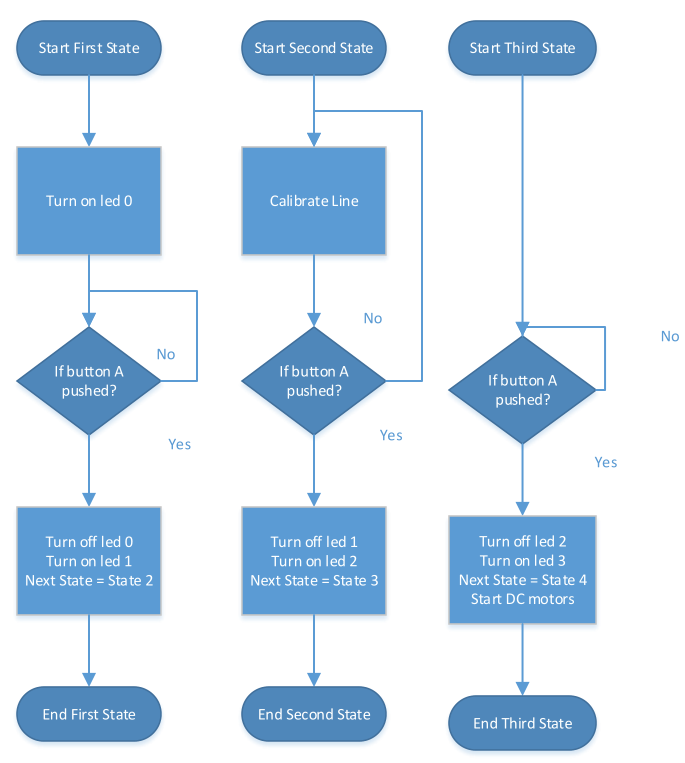 Start First State
Turn on led 0
If button A
pushed?
No
Yes
Turn off led 0
Turn on led 1
Next State = State 2
End First State
Start Second State
Calibrate Line
If button A
pushed?
No
Yes
Turn off led 1
Turn on led 2
Next State = State 3
End Second State
Start Third State
If button A
pushed?
No
Yes
Turn off led 2
Turn on led 3
Next State = State 4
Start DC motors
End Third State